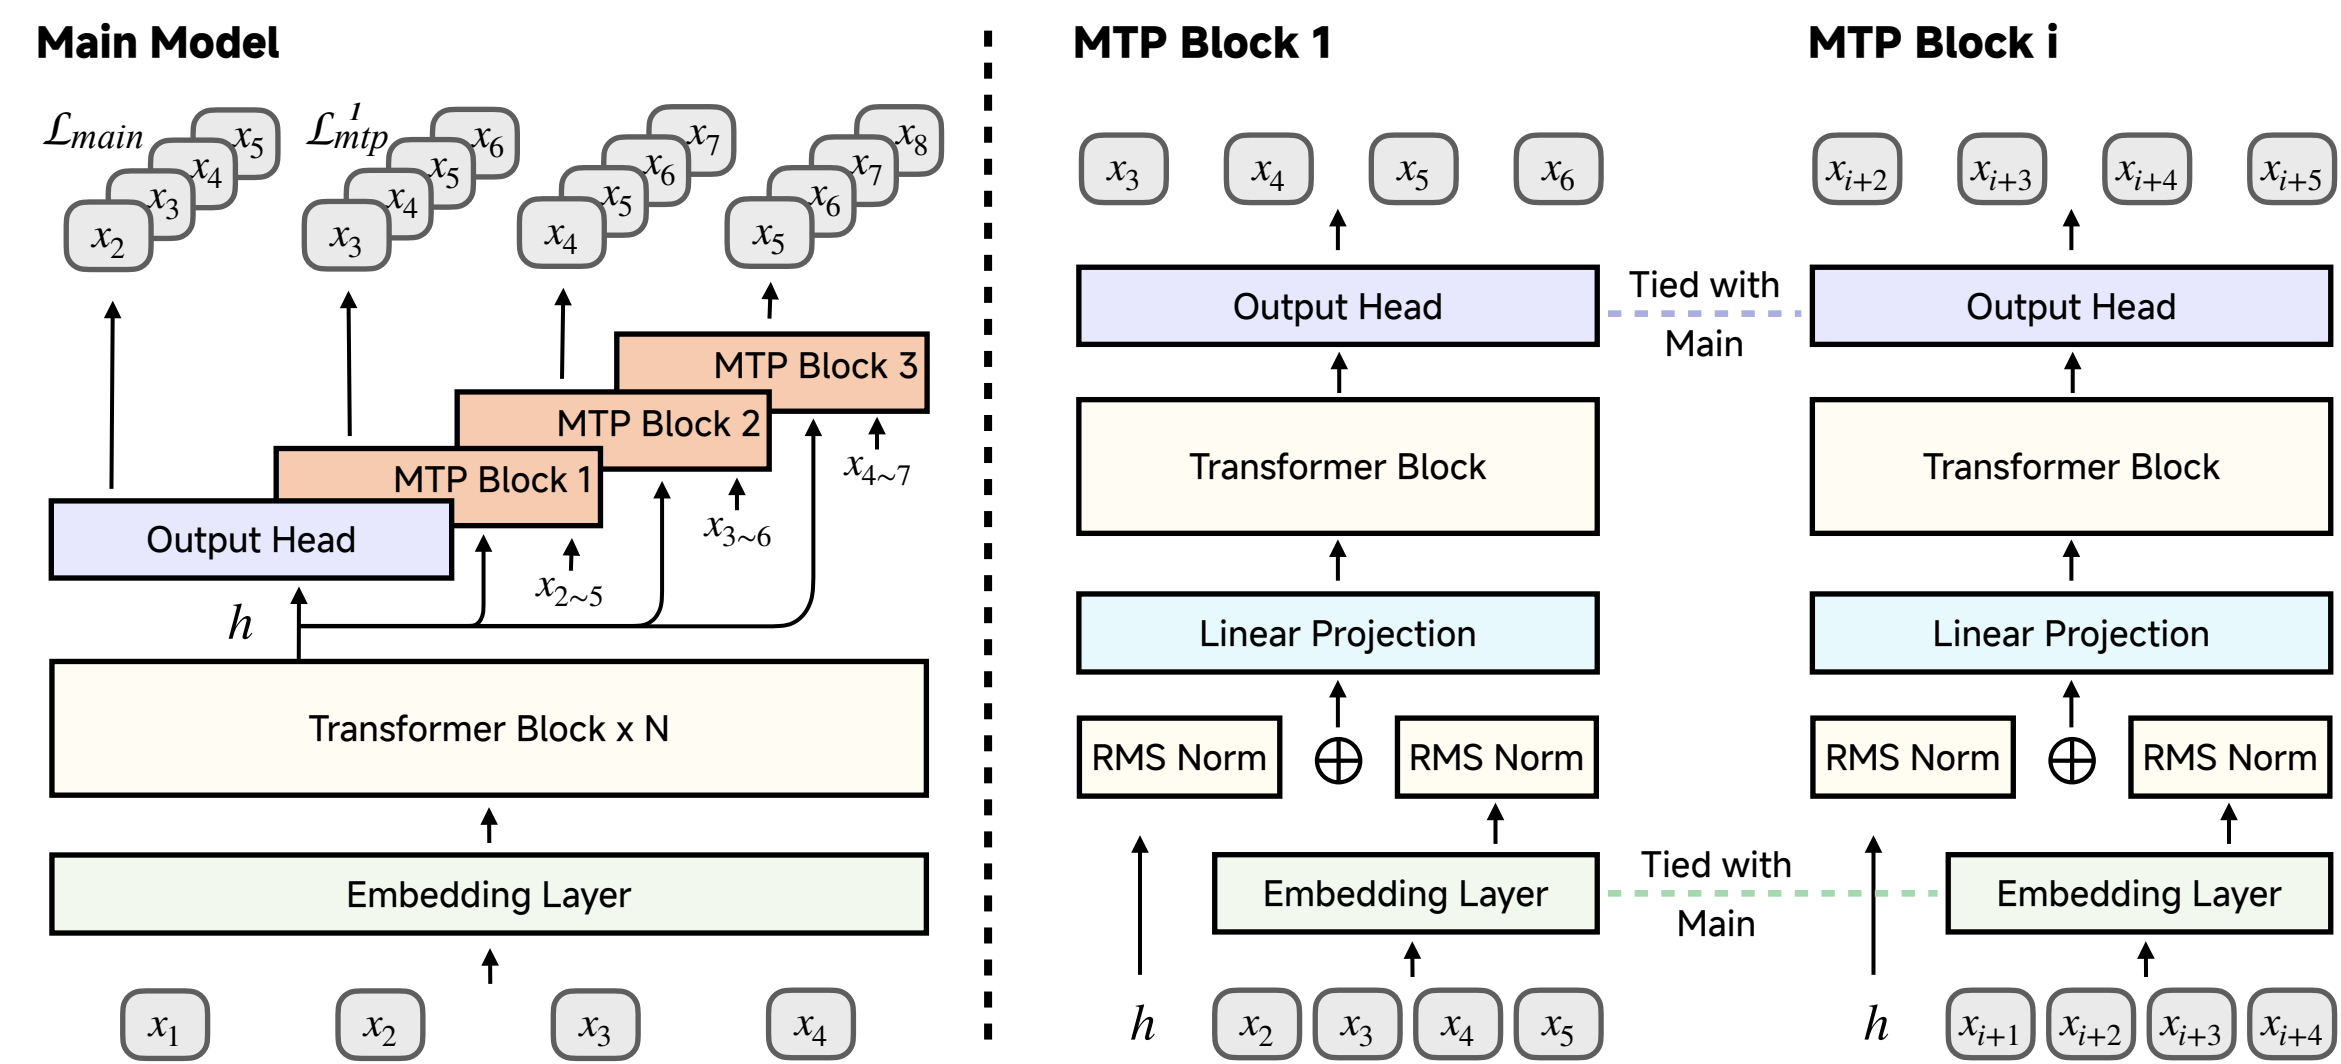 Main Model
ℒmain x2 x3 x4 x5
ℒ¹mtp x3 x4 x5 x6
x4 x5 x6 x7
x5 x6 x7 x8
MTP Block 3
MTP Block 2
x4~7
MTP Block 1
x3~6
Output Head
x2~5
h
Transformer Block x N
Embedding Layer
x1 x2 x3 x4
MTP Block 1
x3 x4 x5 x6
Output Head
Transformer Block
Linear Projection
RMS Norm ⊕ RMS Norm
Embedding Layer
h x2 x3 x4 x5
Tied with
Main
Tied with
Main
MTP Block i
xi+2 xi+3 xi+4 xi+5
Output Head
Transformer Block
Linear Projection
RMS Norm ⊕ RMS Norm
Embedding Layer
h xi+1 xi+2 xi+3 xi+4